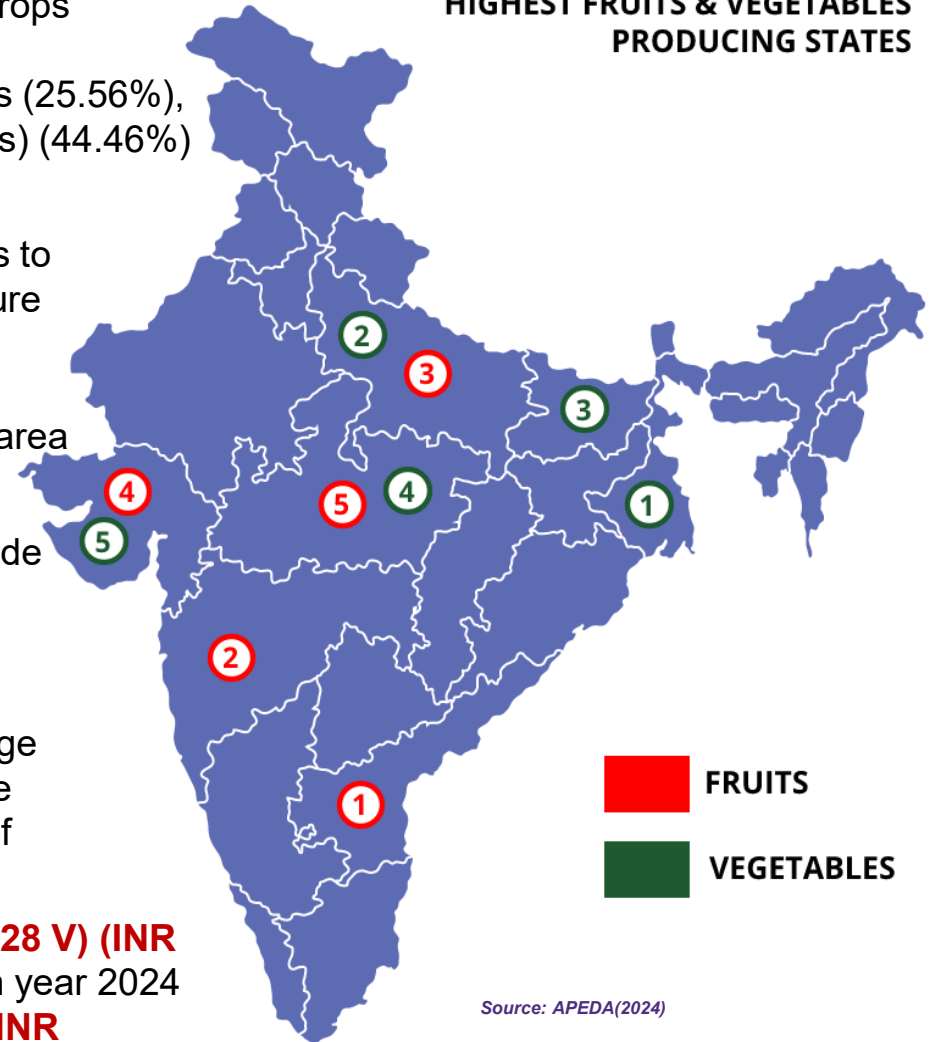 rops
HIGHEST FRUITS & VEGETABLES
PRODUCING STATES
s (25.56%),
s) (44.46%)
s to
ure
area
de
ge
e
f
28 V) (INR
n year 2024
INR
2
3
3
4
5
4
1
5
2
1
FRUITS
VEGETABLES
Source: APEDA(2024)